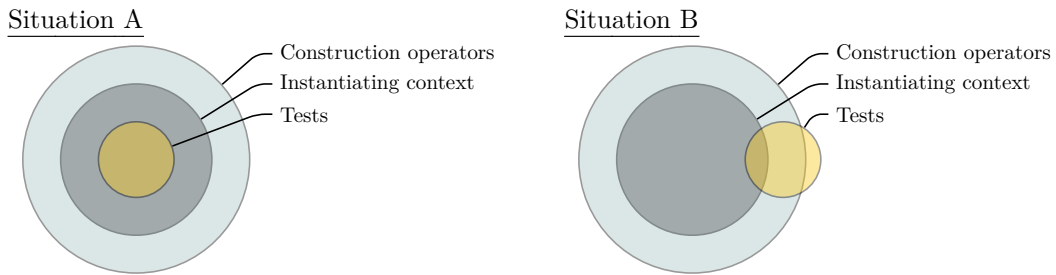 Situation A
Construction operators
Instantiating context
Tests
Situation B
Construction operators
Instantiating context
Tests